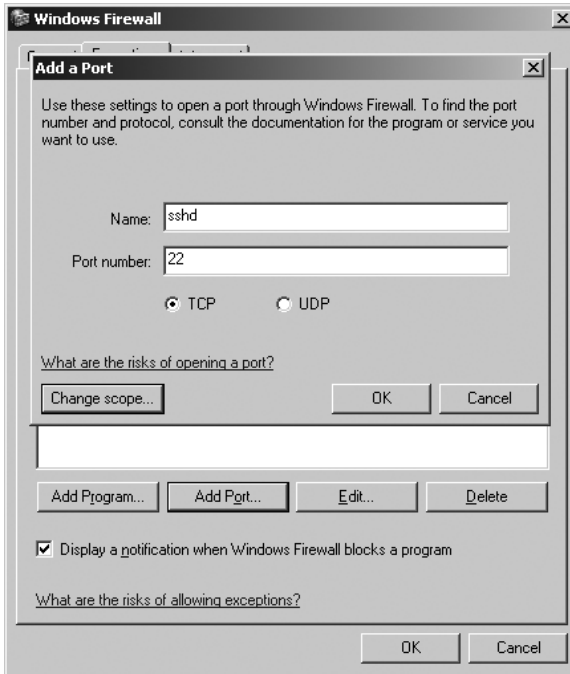 Windows Firewall
Add a Port
Use these settings to open a port through Windows Firewall. To find the port
number and protocol, consult the documentation for the program or service you
want to use.
Name: sshd
Port number: 22
TCP UDP
What are the risks of opening a port?
Change scope... OK Cancel
Add Program... Add Port... Edit... Delete
Display a notification when Windows Firewall blocks a program
What are the risks of allowing exceptions?
OK Cancel